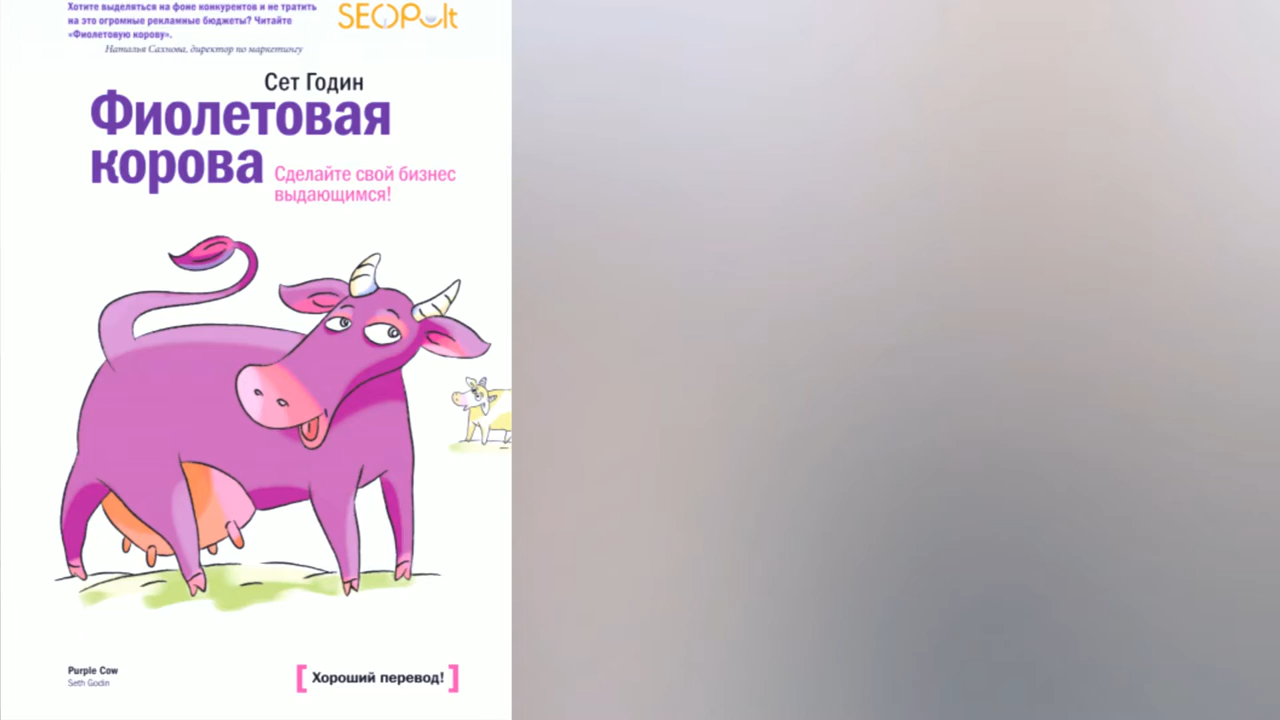 Хотите выделяться на фоне конкурентов и не тратить
на это огромные рекламные бюджеты? Читайте
«Фиолетовую корову».
Наталья Сахнова, директор по маркетингу
SEOPult
Сет Годин
Фиолетовая
корова
Сделайте свой бизнес
выдающимся!
Purple Cow
Seth Godin
[Хороший перевод!]